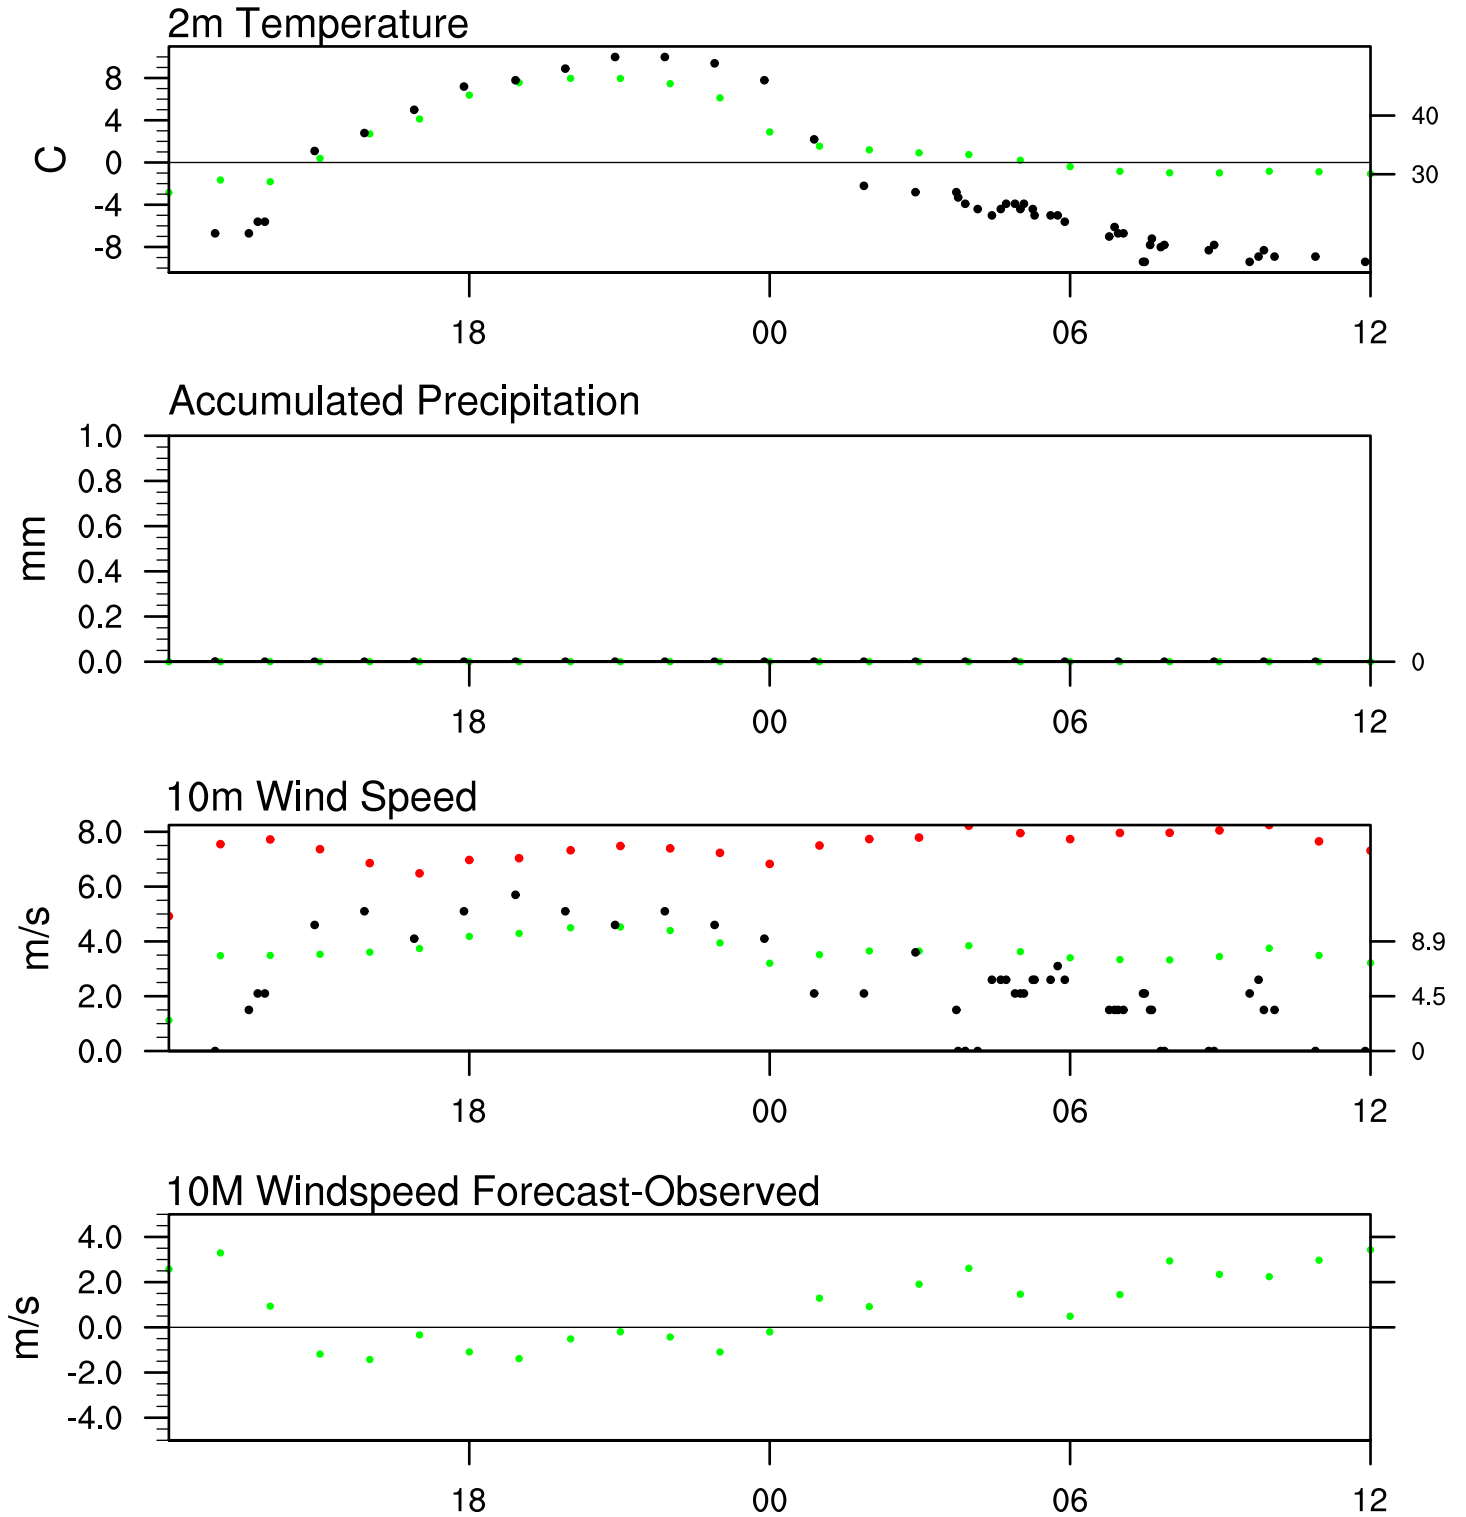 2m Temperature
8
4
0
-4
-8
C
40
30
18 00 06 12
Accumulated Precipitation
1.0
0.8
0.6
0.4
0.2
0.0
mm
0
18 00 06 12
10m Wind Speed
8.0
6.0
4.0
2.0
0.0
m/s
8.9
4.5
0
18 00 06 12
10M Windspeed Forecast-Observed
4.0
2.0
0.0
-2.0
-4.0
m/s
18 00 06 12